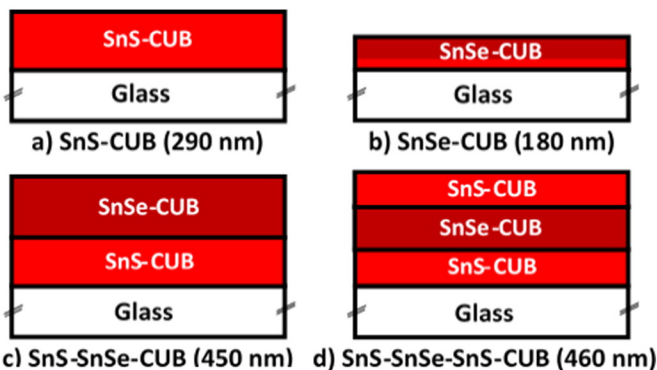 SnS-CUB
Glass
a) SnS-CUB (290 nm)
SnSe-CUB
Glass
b) SnSe-CUB (180 nm)
SnSe-CUB
SnS-CUB
Glass
c) SnS-SnSe-CUB (450 nm)
SnS-CUB
SnSe-CUB
SnS-CUB
Glass
d) SnS-SnSe-SnS-CUB (460 nm)